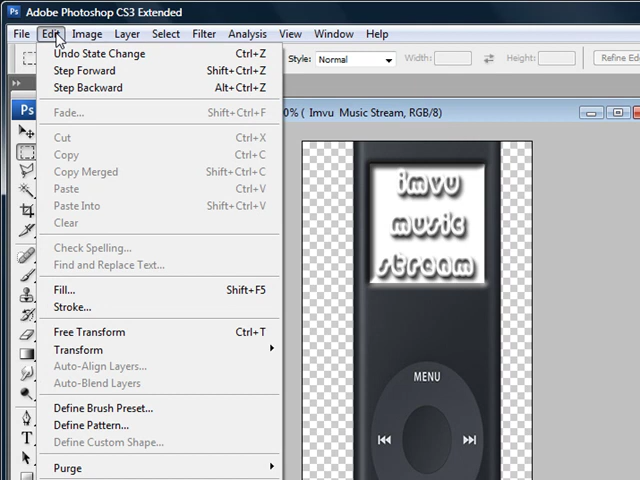 Ps Adobe Photoshop CS3 Extended
File Edit Image Layer Select Filter Analysis View Window Help
Style: Normal Width: Height: Refine Ed
Undo State Change Ctrl+Z
Step Forward Shift+Ctrl+Z
Step Backward Alt+Ctrl+Z
Fade... Shift+Ctrl+F
Cut Ctrl+X
Copy Ctrl+C
Copy Merged Shift+Ctrl+C
Paste Ctrl+V
Paste Into Shift+Ctrl+V
Clear
Check Spelling...
Find and Replace Text...
Fill... Shift+F5
Stroke...
Free Transform Ctrl+T
Transform
Auto-Align Layers...
Auto-Blend Layers
Define Brush Preset...
Define Pattern...
Define Custom Shape...
Purge
Ps
T
0% ( Imvu Music Stream, RGB/8)
imvu
music
stream
MENU